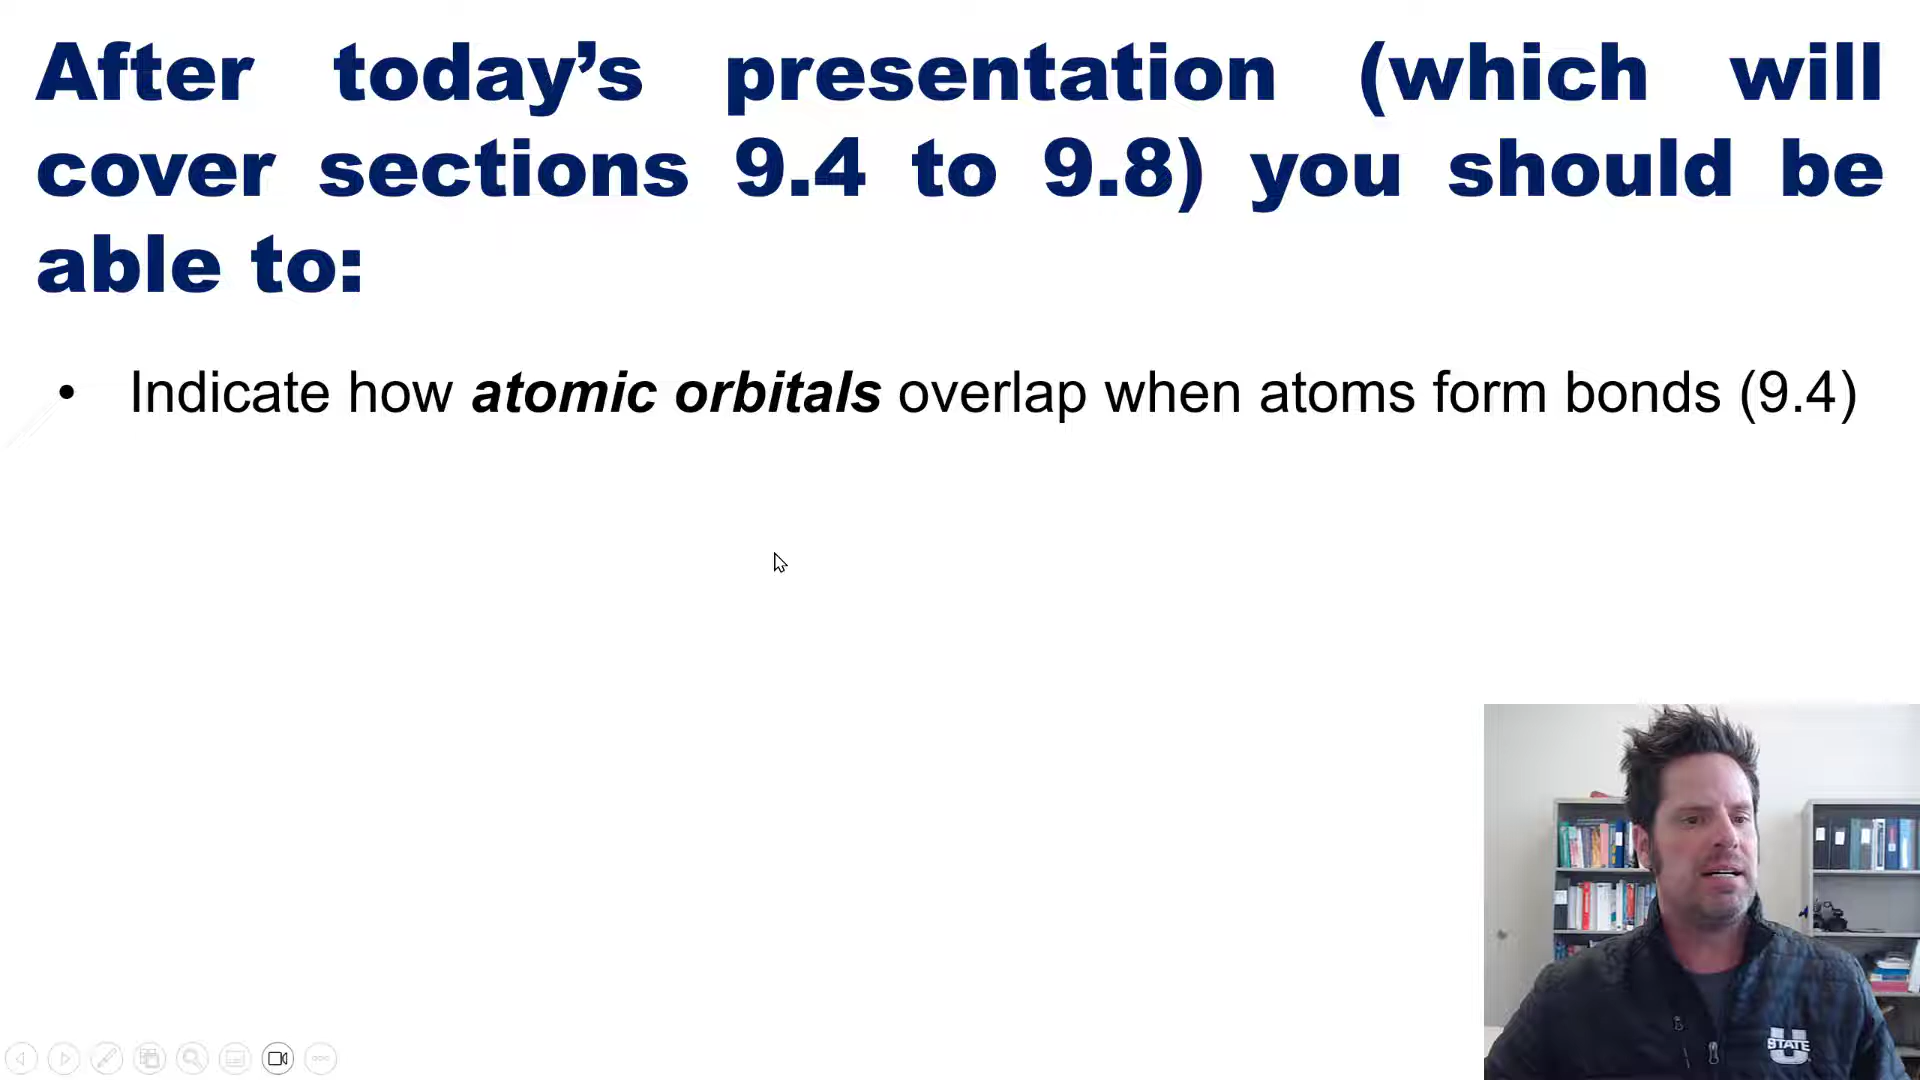 After today’s presentation (which will
cover sections 9.4 to 9.8) you should be
able to:
• Indicate how atomic orbitals overlap when atoms form bonds (9.4)
STATE